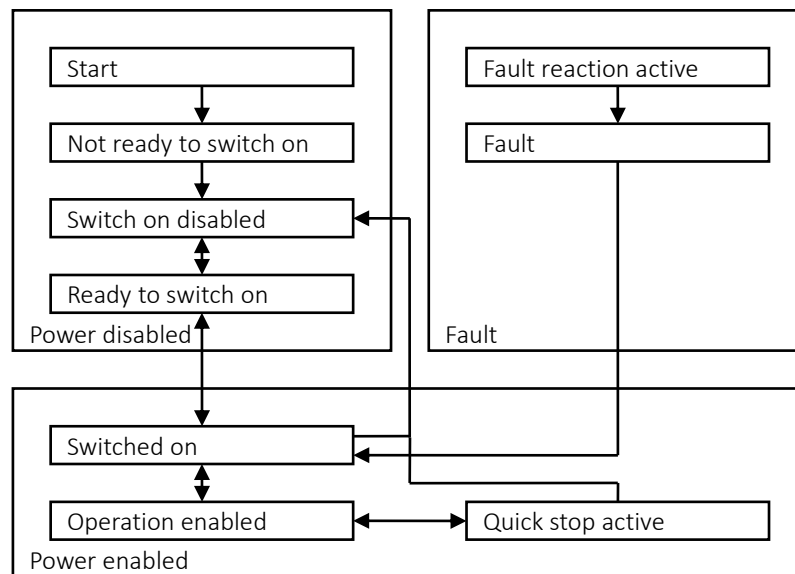 Start
Not ready to switch on
Switch on disabled
Ready to switch on
Power disabled
Fault reaction active
Fault
Fault
Switched on
Operation enabled
Quick stop active
Power enabled